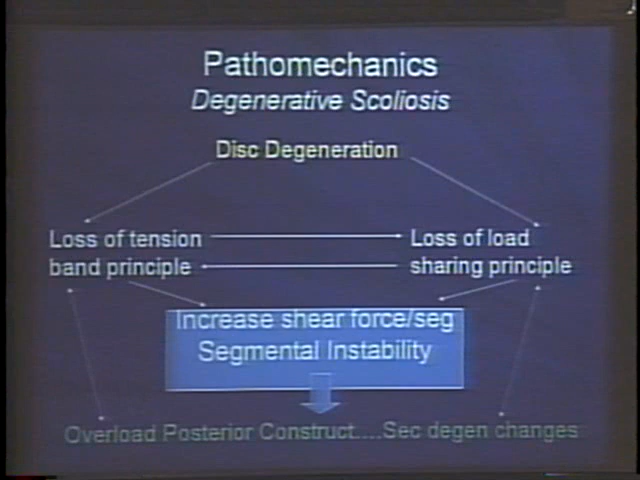 Pathomechanics
Degenerative Scoliosis
Disc Degeneration
Loss of tension
band principle
Loss of load
sharing principle
Increase shear force/seg
Segmental Instability
Overload Posterior Construct....Sec degen changes